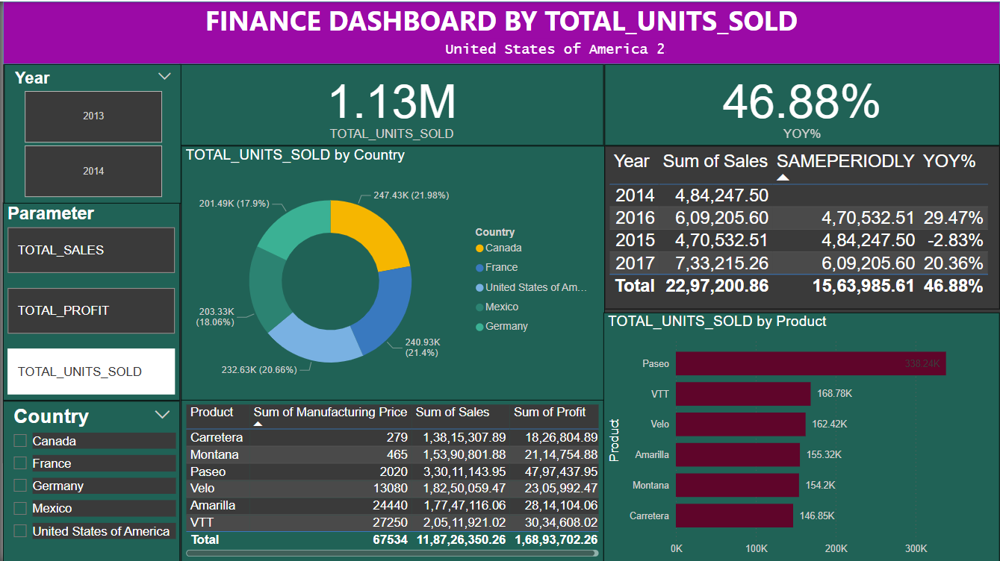 FINANCE DASHBOARD BY TOTAL_UNITS_SOLD
United States of America 2
Year
2013
2014
Parameter
TOTAL_SALES
TOTAL_PROFIT
TOTAL_UNITS_SOLD
Country
Canada
France
Germany
Mexico
United States of America
1.13M
TOTAL_UNITS_SOLD
46.88%
YOY%
TOTAL_UNITS_SOLD by Country
247.43K (21.98%)
240.93K
(21.4%)
232.63K (20.66%)
203.33K
(18.06%)
201.49K (17.9%)
Country
Canada
France
United States of Am...
Mexico
Germany
Year Sum of Sales SAMEPERIODLY YOY%
2014 4,84,247.50
2016 6,09,205.60 4,70,532.51 29.47%
2015 4,70,532.51 4,84,247.50 -2.83%
2017 7,33,215.26 6,09,205.60 20.36%
Total 22,97,200.86 15,63,985.61 46.88%
Product Sum of Manufacturing Price Sum of Sales Sum of Profit
Carretera 279 1,38,15,307.89 18,26,804.89
Montana 465 1,53,90,801.88 21,14,754.88
Paseo 2020 3,30,11,143.95 47,97,437.95
Velo 13080 1,82,50,059.47 23,05,992.47
Amarilla 24440 1,77,47,116.06 28,14,104.06
VTT 27250 2,05,11,921.02 30,34,608.02
Total 67534 11,87,26,350.26 1,68,93,702.26
TOTAL_UNITS_SOLD by Product
Product
Paseo 338.24K
VTT 168.78K
Velo 162.42K
Amarilla 155.32K
Montana 154.2K
Carretera 146.85K
0K 100K 200K 300K